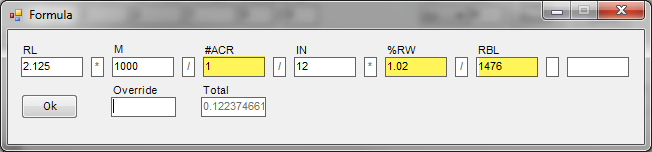 Formula
RL M #ACR IN %RW RBL
2.125 * 1000 / 1 / 12 * 1.02 / 1476
Override Total
Ok 0.122374661